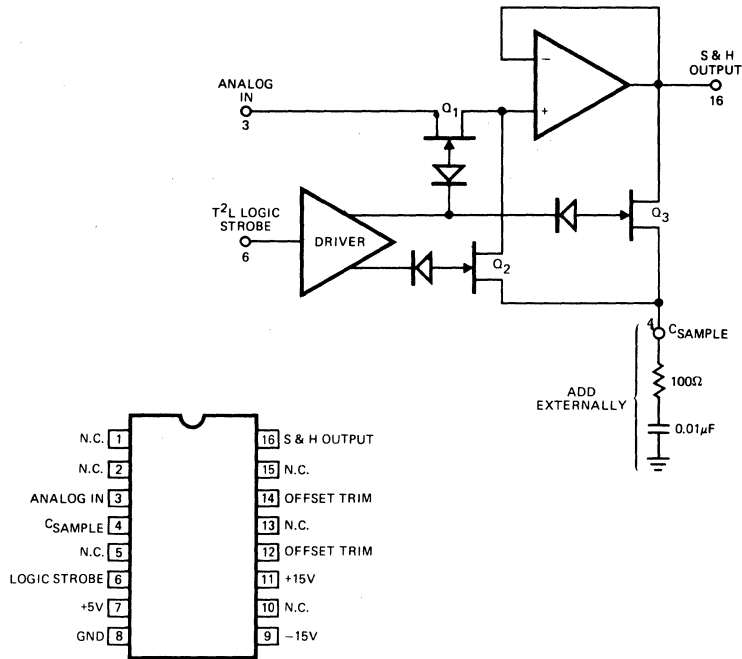 S & H
OUTPUT
16
ANALOG
IN
3
Q1
−
+
T2L LOGIC
STROBE
6
DRIVER
Q3
Q2
4
CSAMPLE
100Ω
ADD
EXTERNALLY
0.01µF
N.C. 1
16 S & H OUTPUT
N.C. 2
15 N.C.
ANALOG IN 3
14 OFFSET TRIM
CSAMPLE 4
13 N.C.
N.C. 5
12 OFFSET TRIM
LOGIC STROBE 6
11 +15V
+5V 7
10 N.C.
GND 8
9 −15V